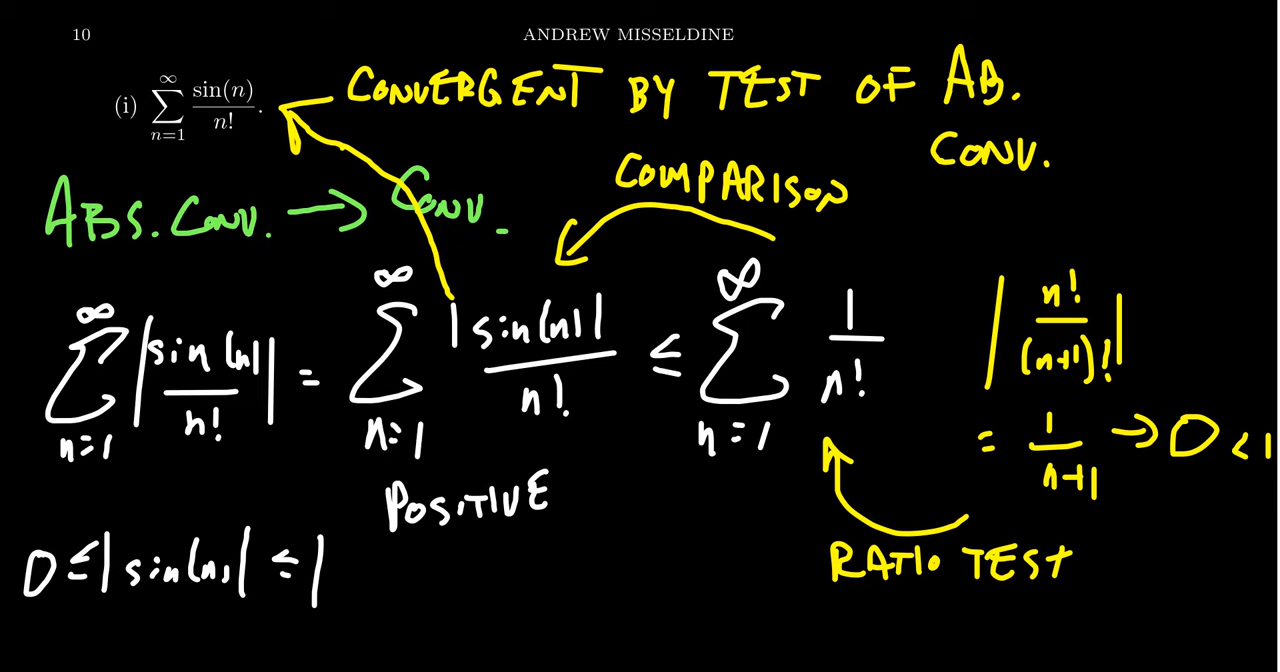 10 ANDREW MISSELDINE
(i) ∑_{n=1}^{∞} sin(n)/n!. CONVERGENT BY TEST OF AB.
CONV.
COMPARISON
ABS. CONV. → CONV.
∑_{n=1}^{∞} |sin(n)/n!| = ∑_{n=1}^{∞} |sin(n)|/n! ≤ ∑_{n=1}^{∞} 1/n! |n!/(n+1)!|
= 1/(n+1) → 0 < 1
POSITIVE
0 ≤ |sin(n)| ≤ 1
RATIO TEST